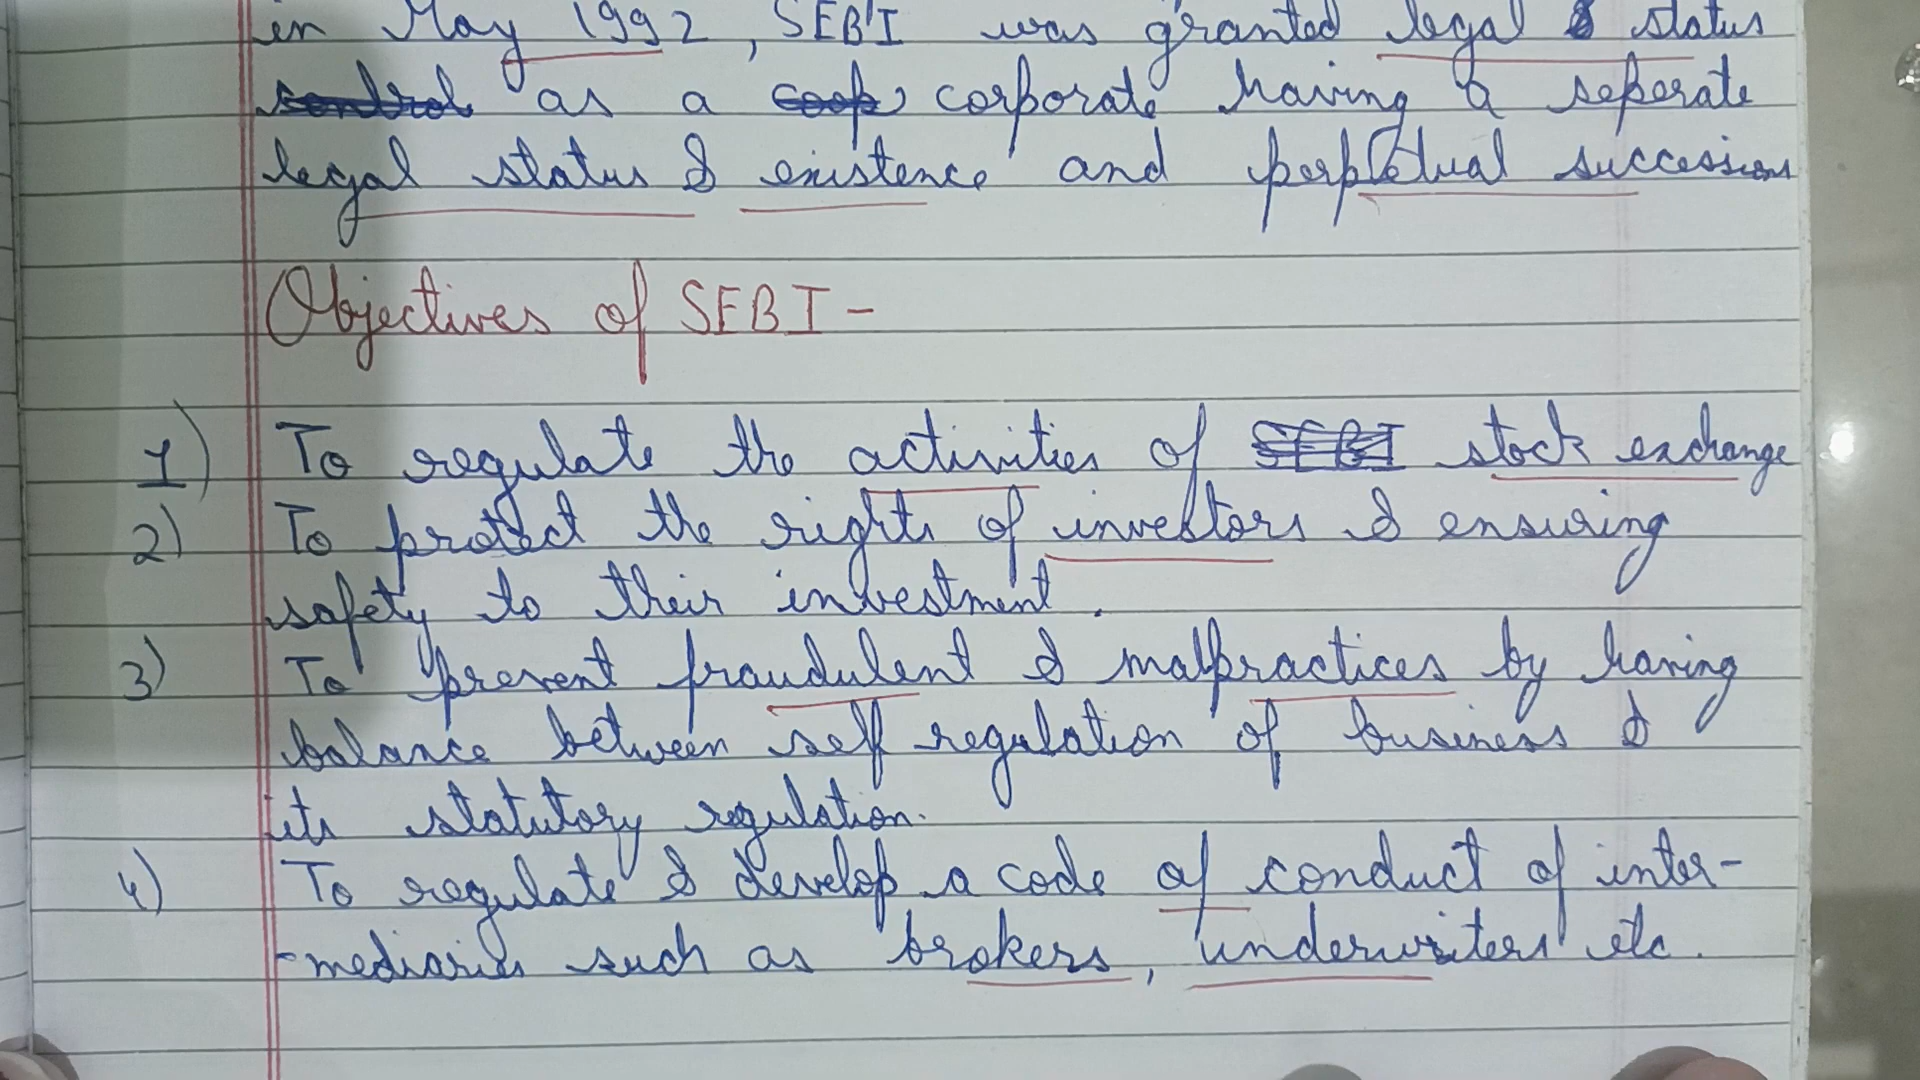 in May 1992, SEBI was granted legal status
as a corporate having a seperate
legal status & existence and perpetual succession
Objectives of SEBI -
1) To regulate the activities of SEBI stock exchange
2) To protect the rights of investors & ensuring
safety to their investment.
3) To prevent fraudulent & malpractices by having
balance between self regulation of business &
its statutory regulation.
4) To regulate & develop a code of conduct of inter-
-mediaries such as brokers, underwriters etc.